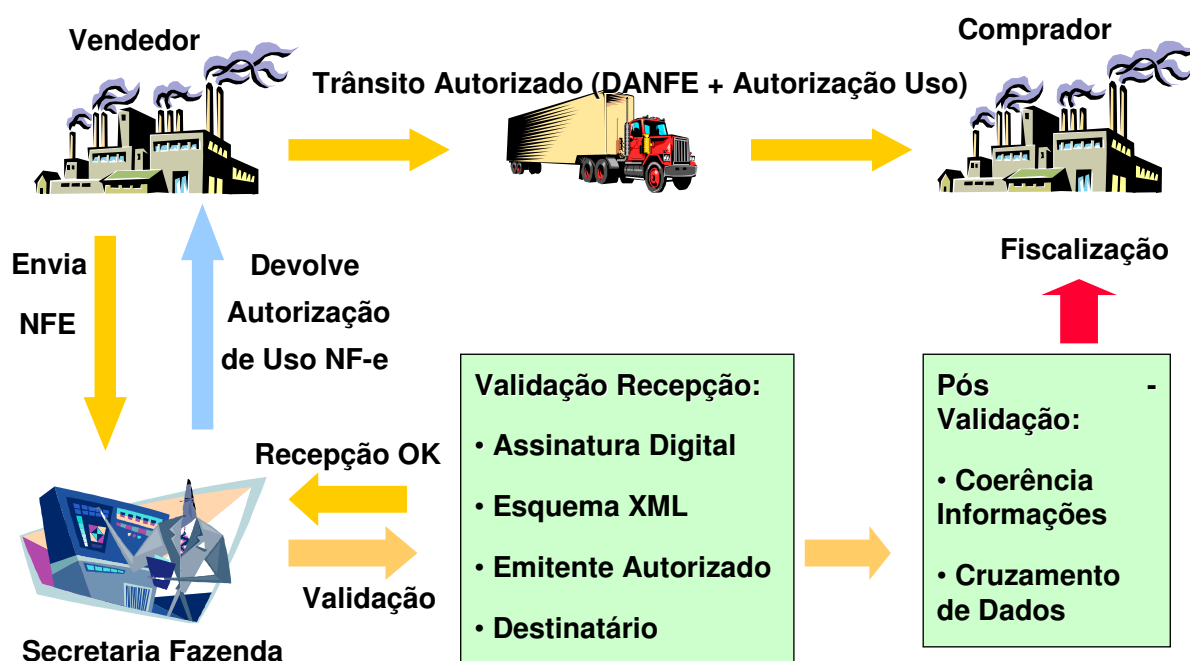 Vendedor
Comprador
Trânsito Autorizado (DANFE + Autorização Uso)
Envia
NFE
Devolve
Autorização
de Uso NF-e
Fiscalização
Recepção OK
Validação
Secretaria Fazenda
Validação Recepção:
• Assinatura Digital
• Esquema XML
• Emitente Autorizado
• Destinatário
Pós -
Validação:
• Coerência
Informações
• Cruzamento
de Dados